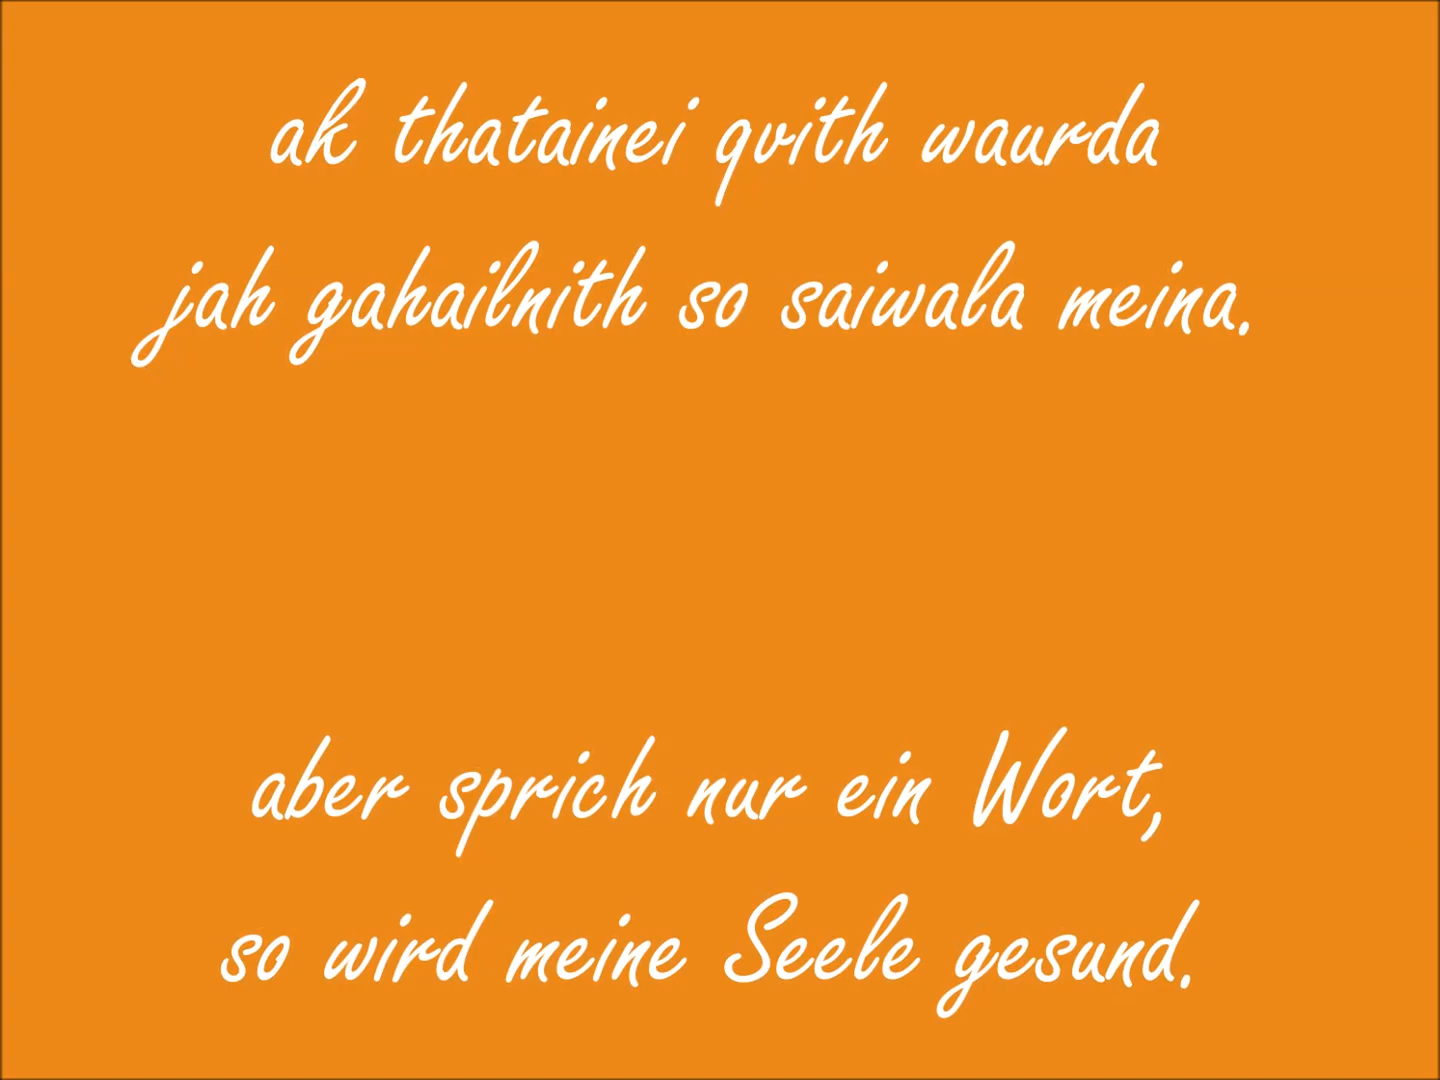 ak thatainei qvith waurda
jah gahailnith so saiwala meina.
aber sprich nur ein Wort,
so wird meine Seele gesund.